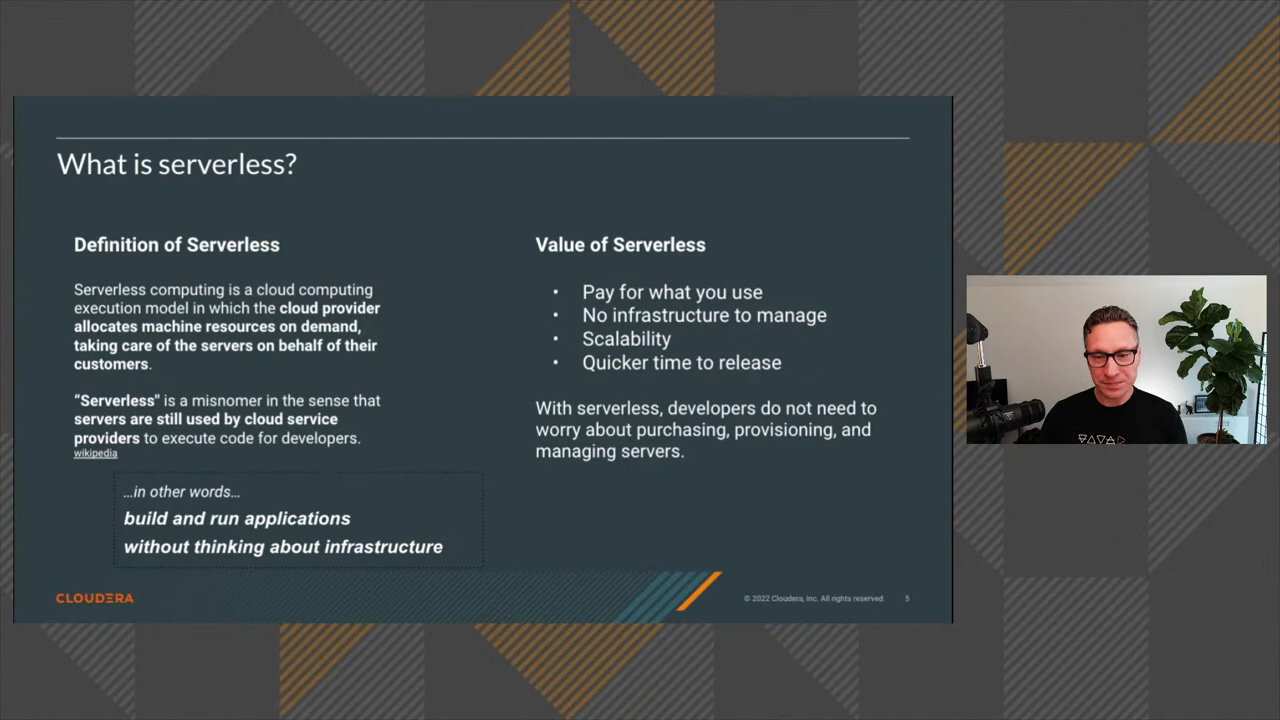 What is serverless?
Definition of Serverless
Serverless computing is a cloud computing
execution model in which the cloud provider
allocates machine resources on demand,
taking care of the servers on behalf of their
customers.
“Serverless" is a misnomer in the sense that
servers are still used by cloud service
providers to execute code for developers.
wikipedia
…in other words…
build and run applications
without thinking about infrastructure
Value of Serverless
• Pay for what you use
• No infrastructure to manage
• Scalability
• Quicker time to release
With serverless, developers do not need to
worry about purchasing, provisioning, and
managing servers.
CLOUDERA
© 2022 Cloudera, Inc. All rights reserved.
5